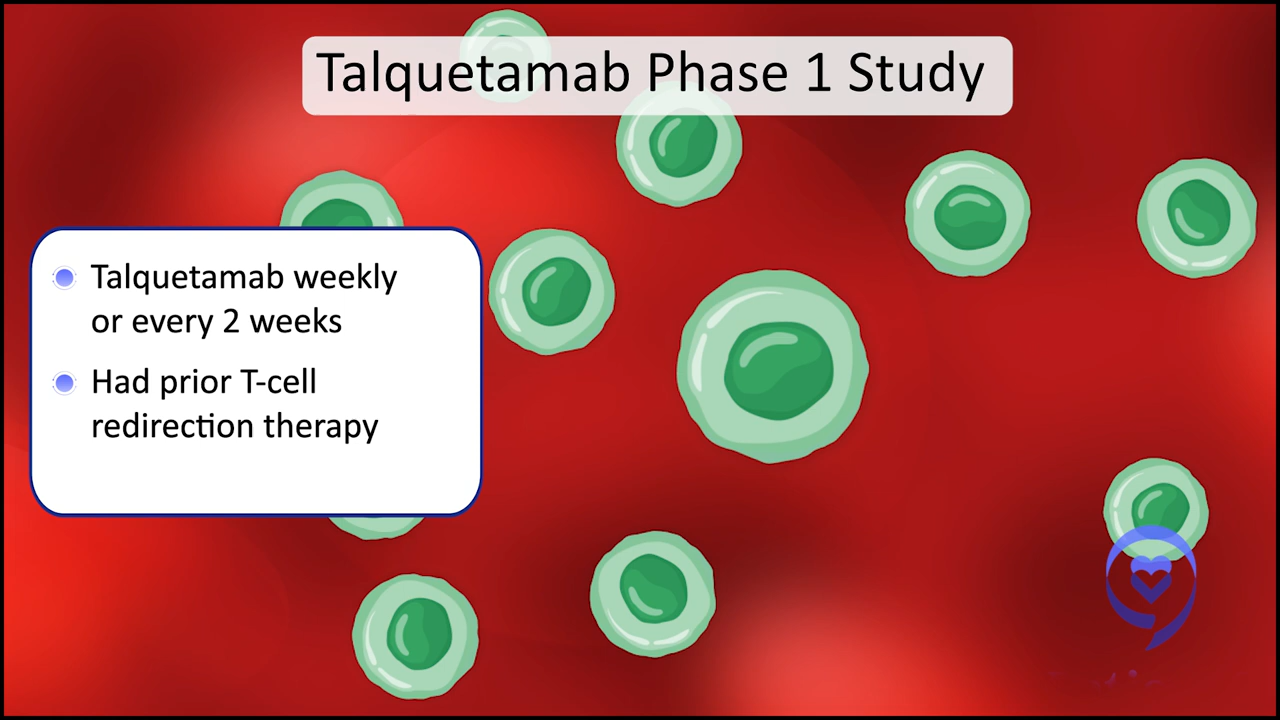 Talquetamab Phase 1 Study
Talquetamab weekly
or every 2 weeks
Had prior T-cell
redirection therapy